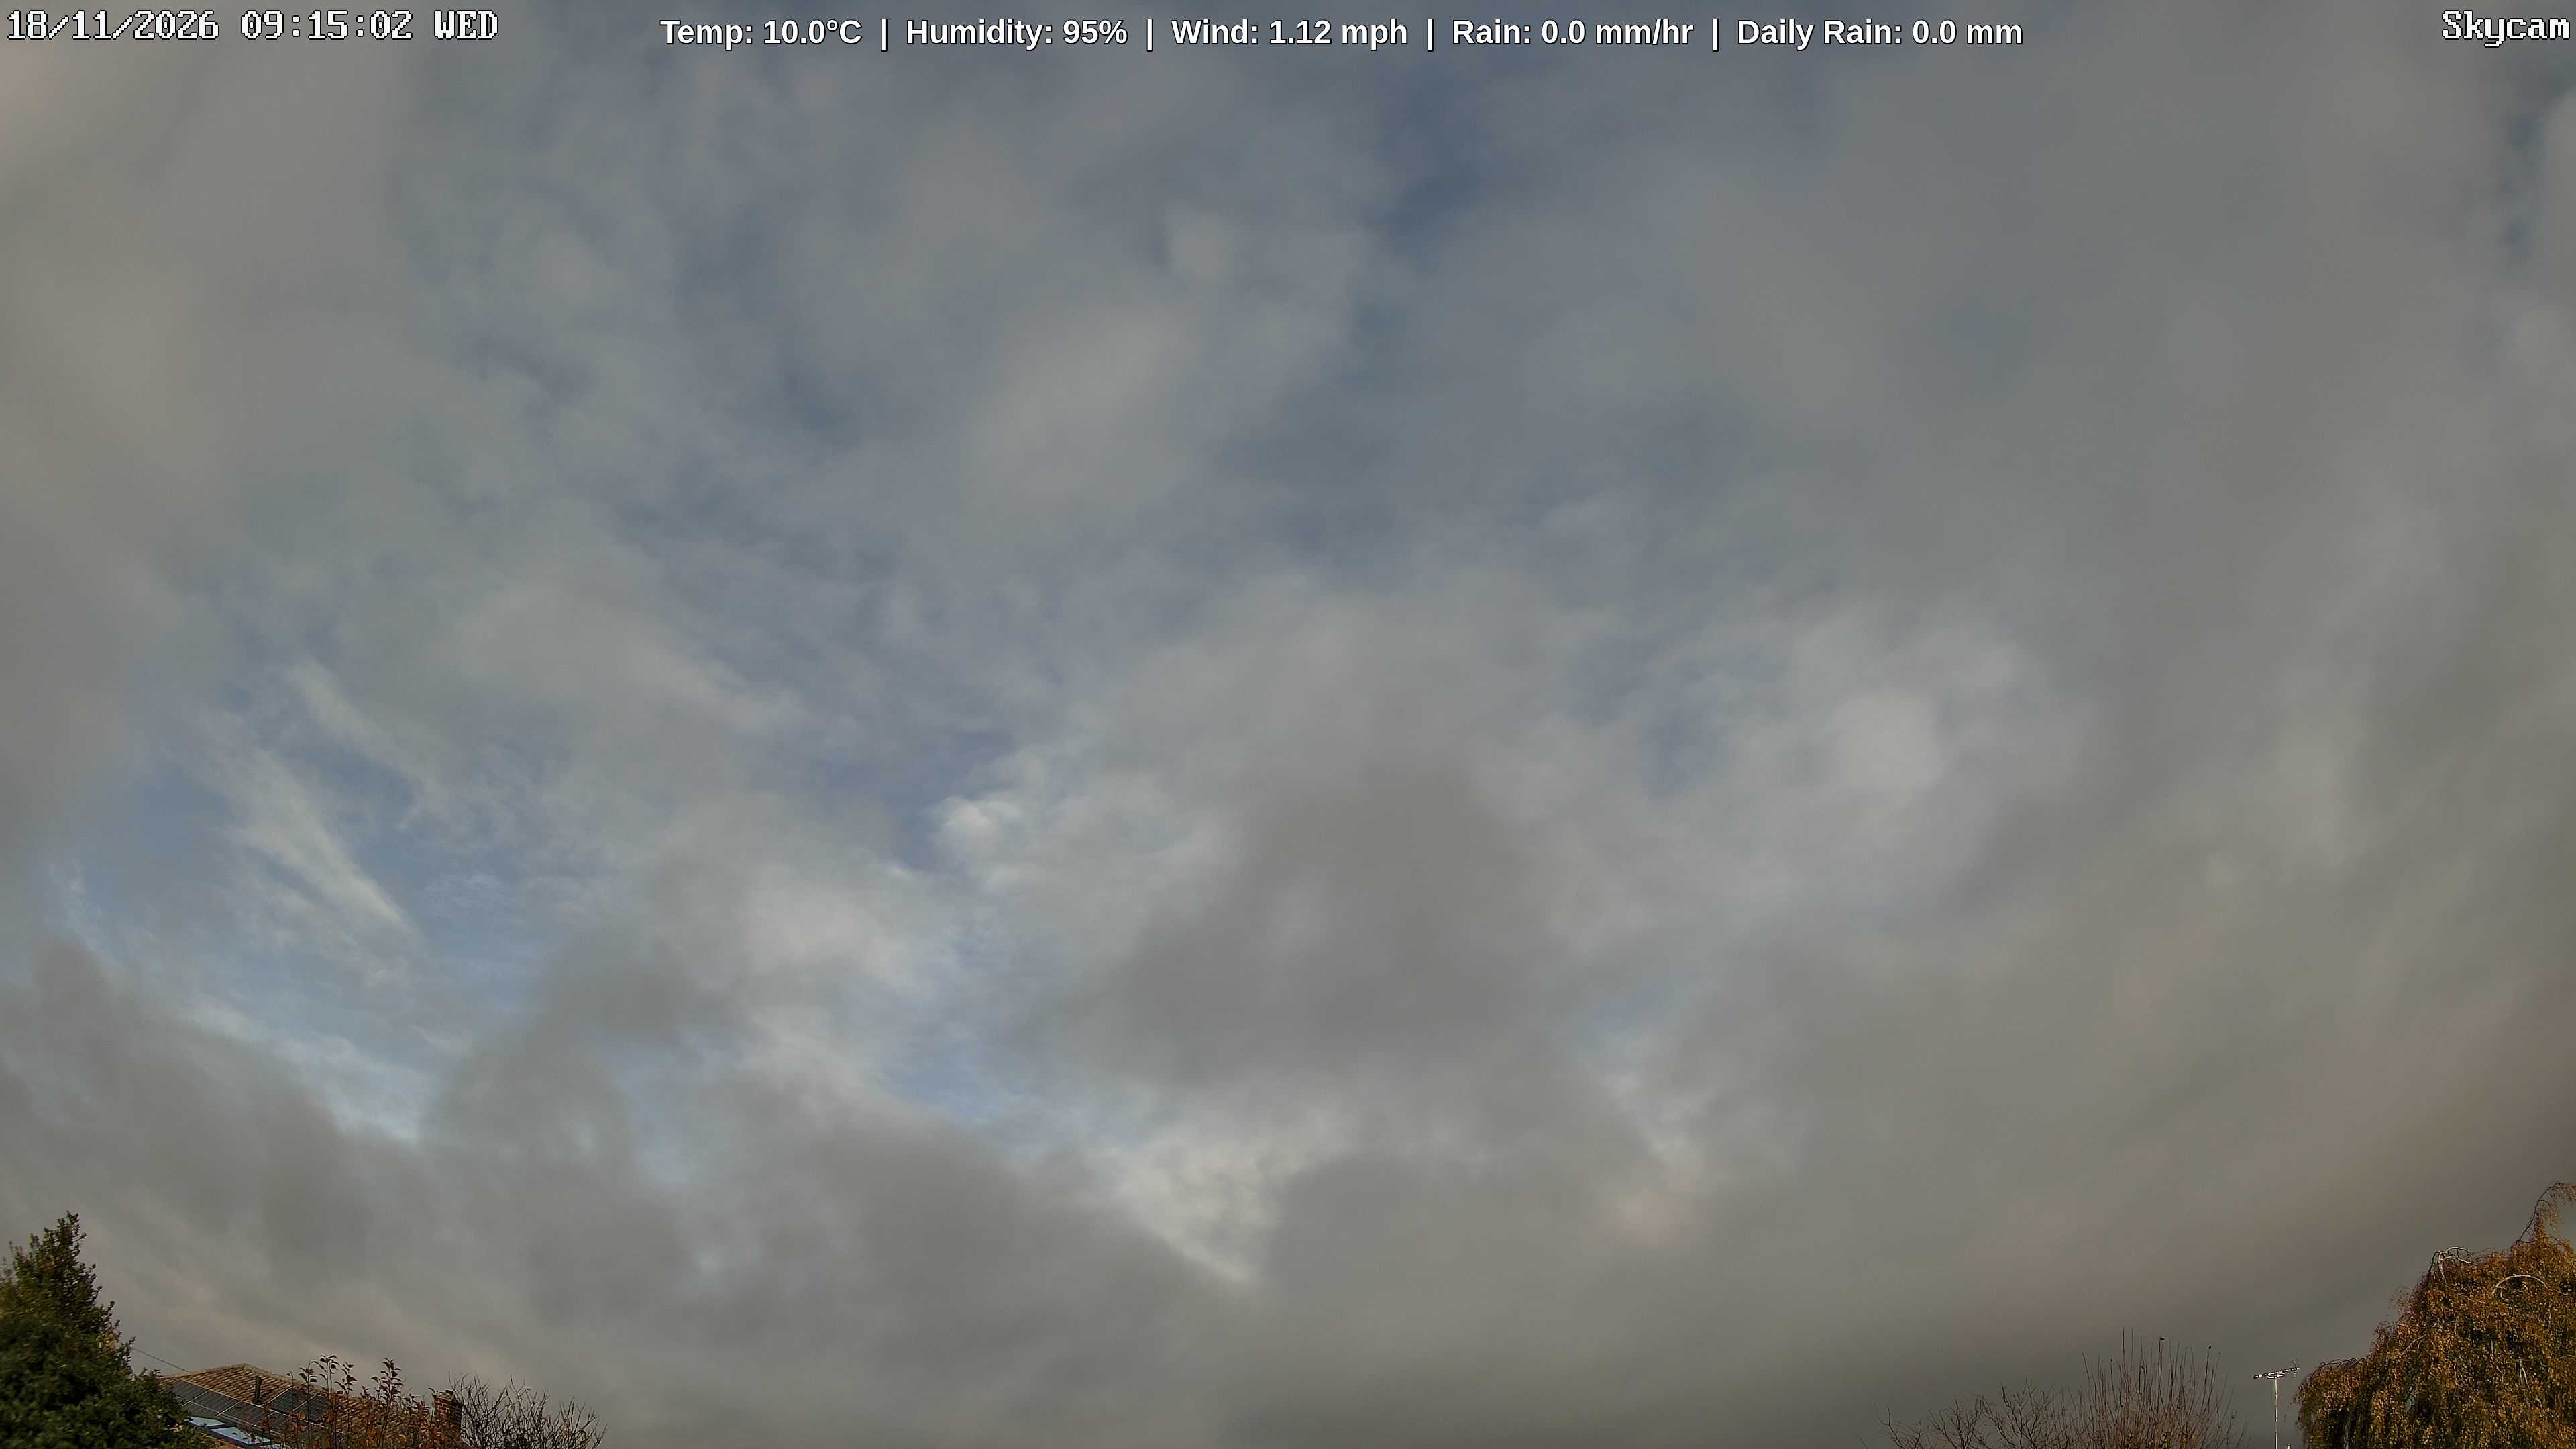 18/11/2026 09:15:02 WED
Temp: 10.0°C | Humidity: 95% | Wind: 1.12 mph | Rain: 0.0 mm/hr | Daily Rain: 0.0 mm
Skycam